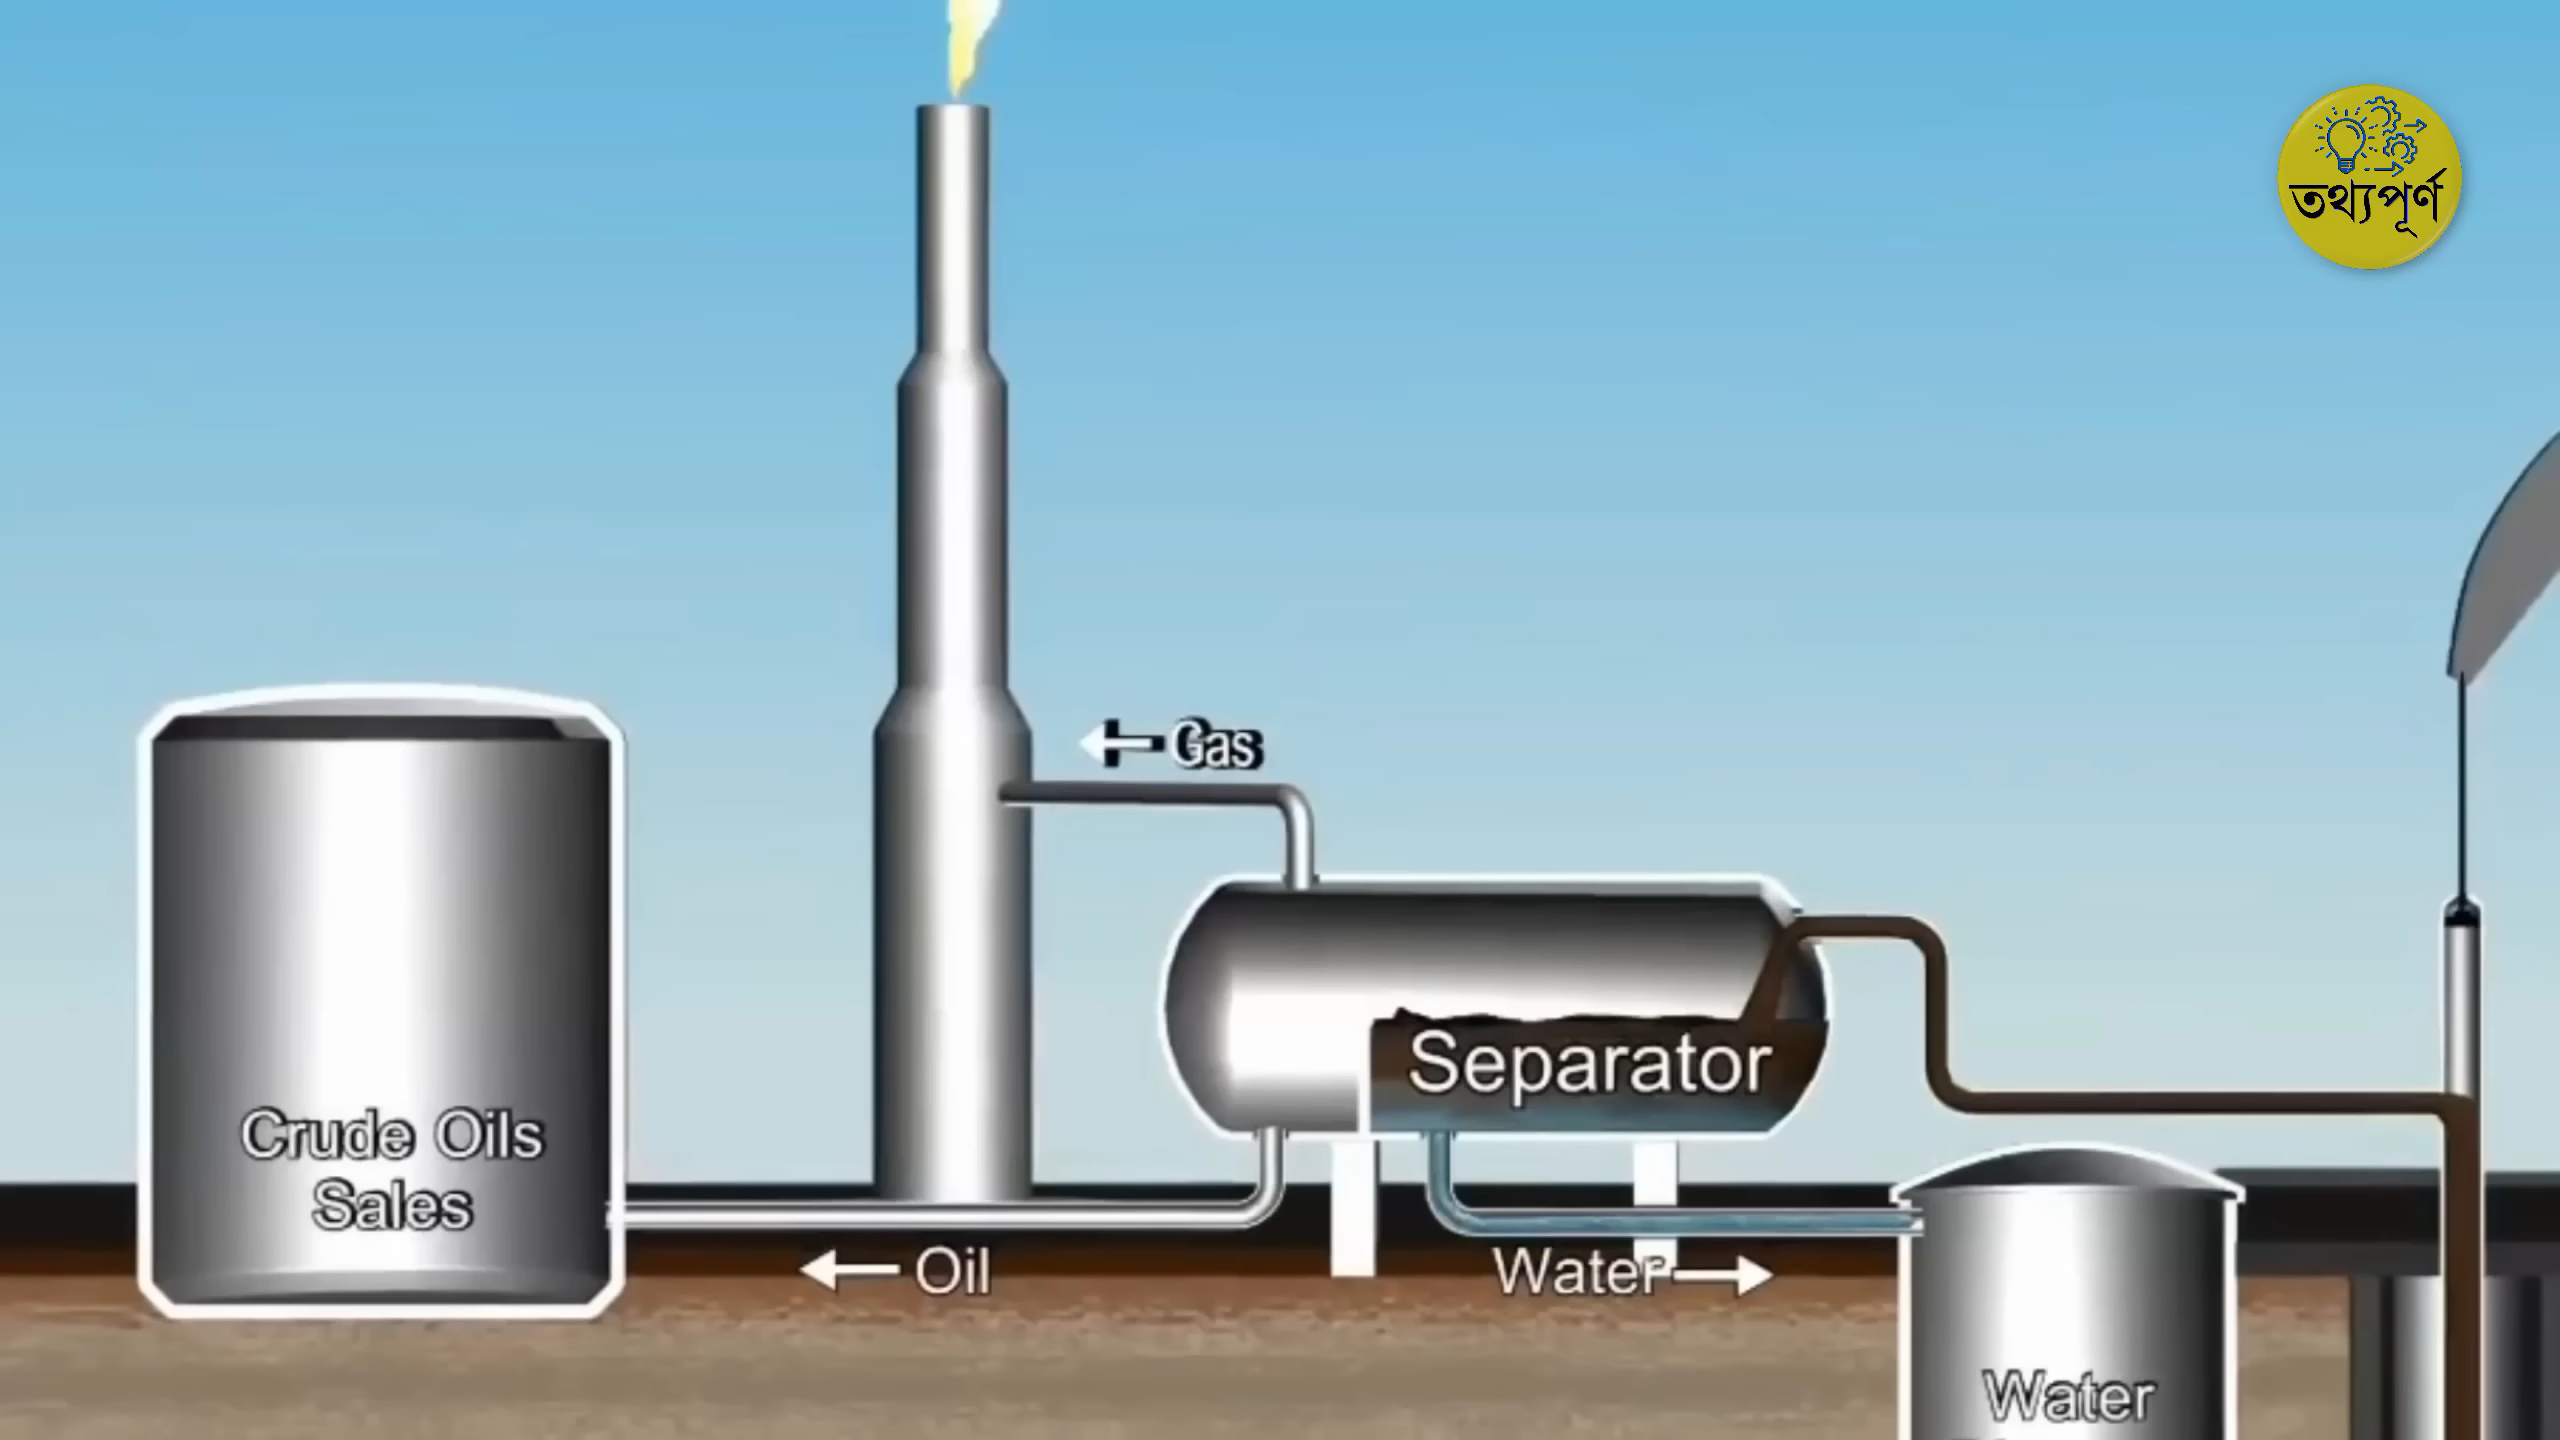 তথ্যপূর্ণ
Gas
Separator
Crude Oils
Sales
Oil
Water
Water